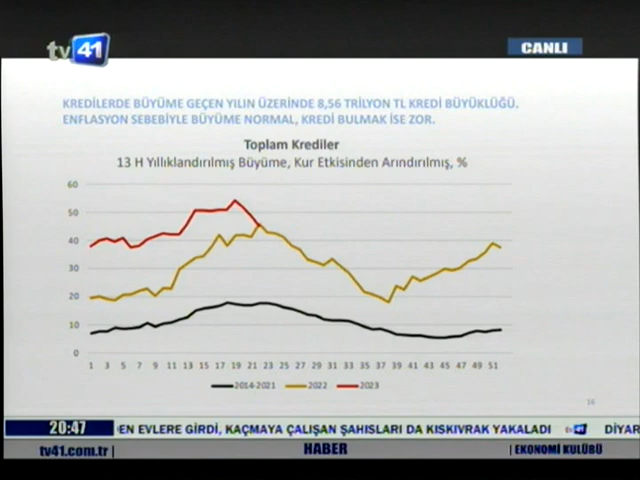 tv 41
CANLI
KREDİLERDE BÜYÜME GEÇEN YILIN ÜZERİNDE 8,56 TRİLYON TL KREDİ BÜYÜKLÜĞÜ.
ENFLASYON SEBEBİYLE BÜYÜME NORMAL, KREDİ BULMAK İSE ZOR.
Toplam Krediler
13 H Yıllıklandırılmış Büyüme, Kur Etkisinden Arındırılmış, %
60
50
40
30
20
10
0
1 3 5 7 9 11 13 15 17 19 21 23 25 27 29 31 33 35 37 39 41 43 45 47 49 51
2014-2021 2022 2023
16
20:47 EN EVLERE GİRDİ, KAÇMAYA ÇALIŞAN ŞAHISLARI DA KISKIVRAK YAKALADI tv41 DİYAR
tv41.com.tr | HABER | EKONOMİ KULÜBÜ